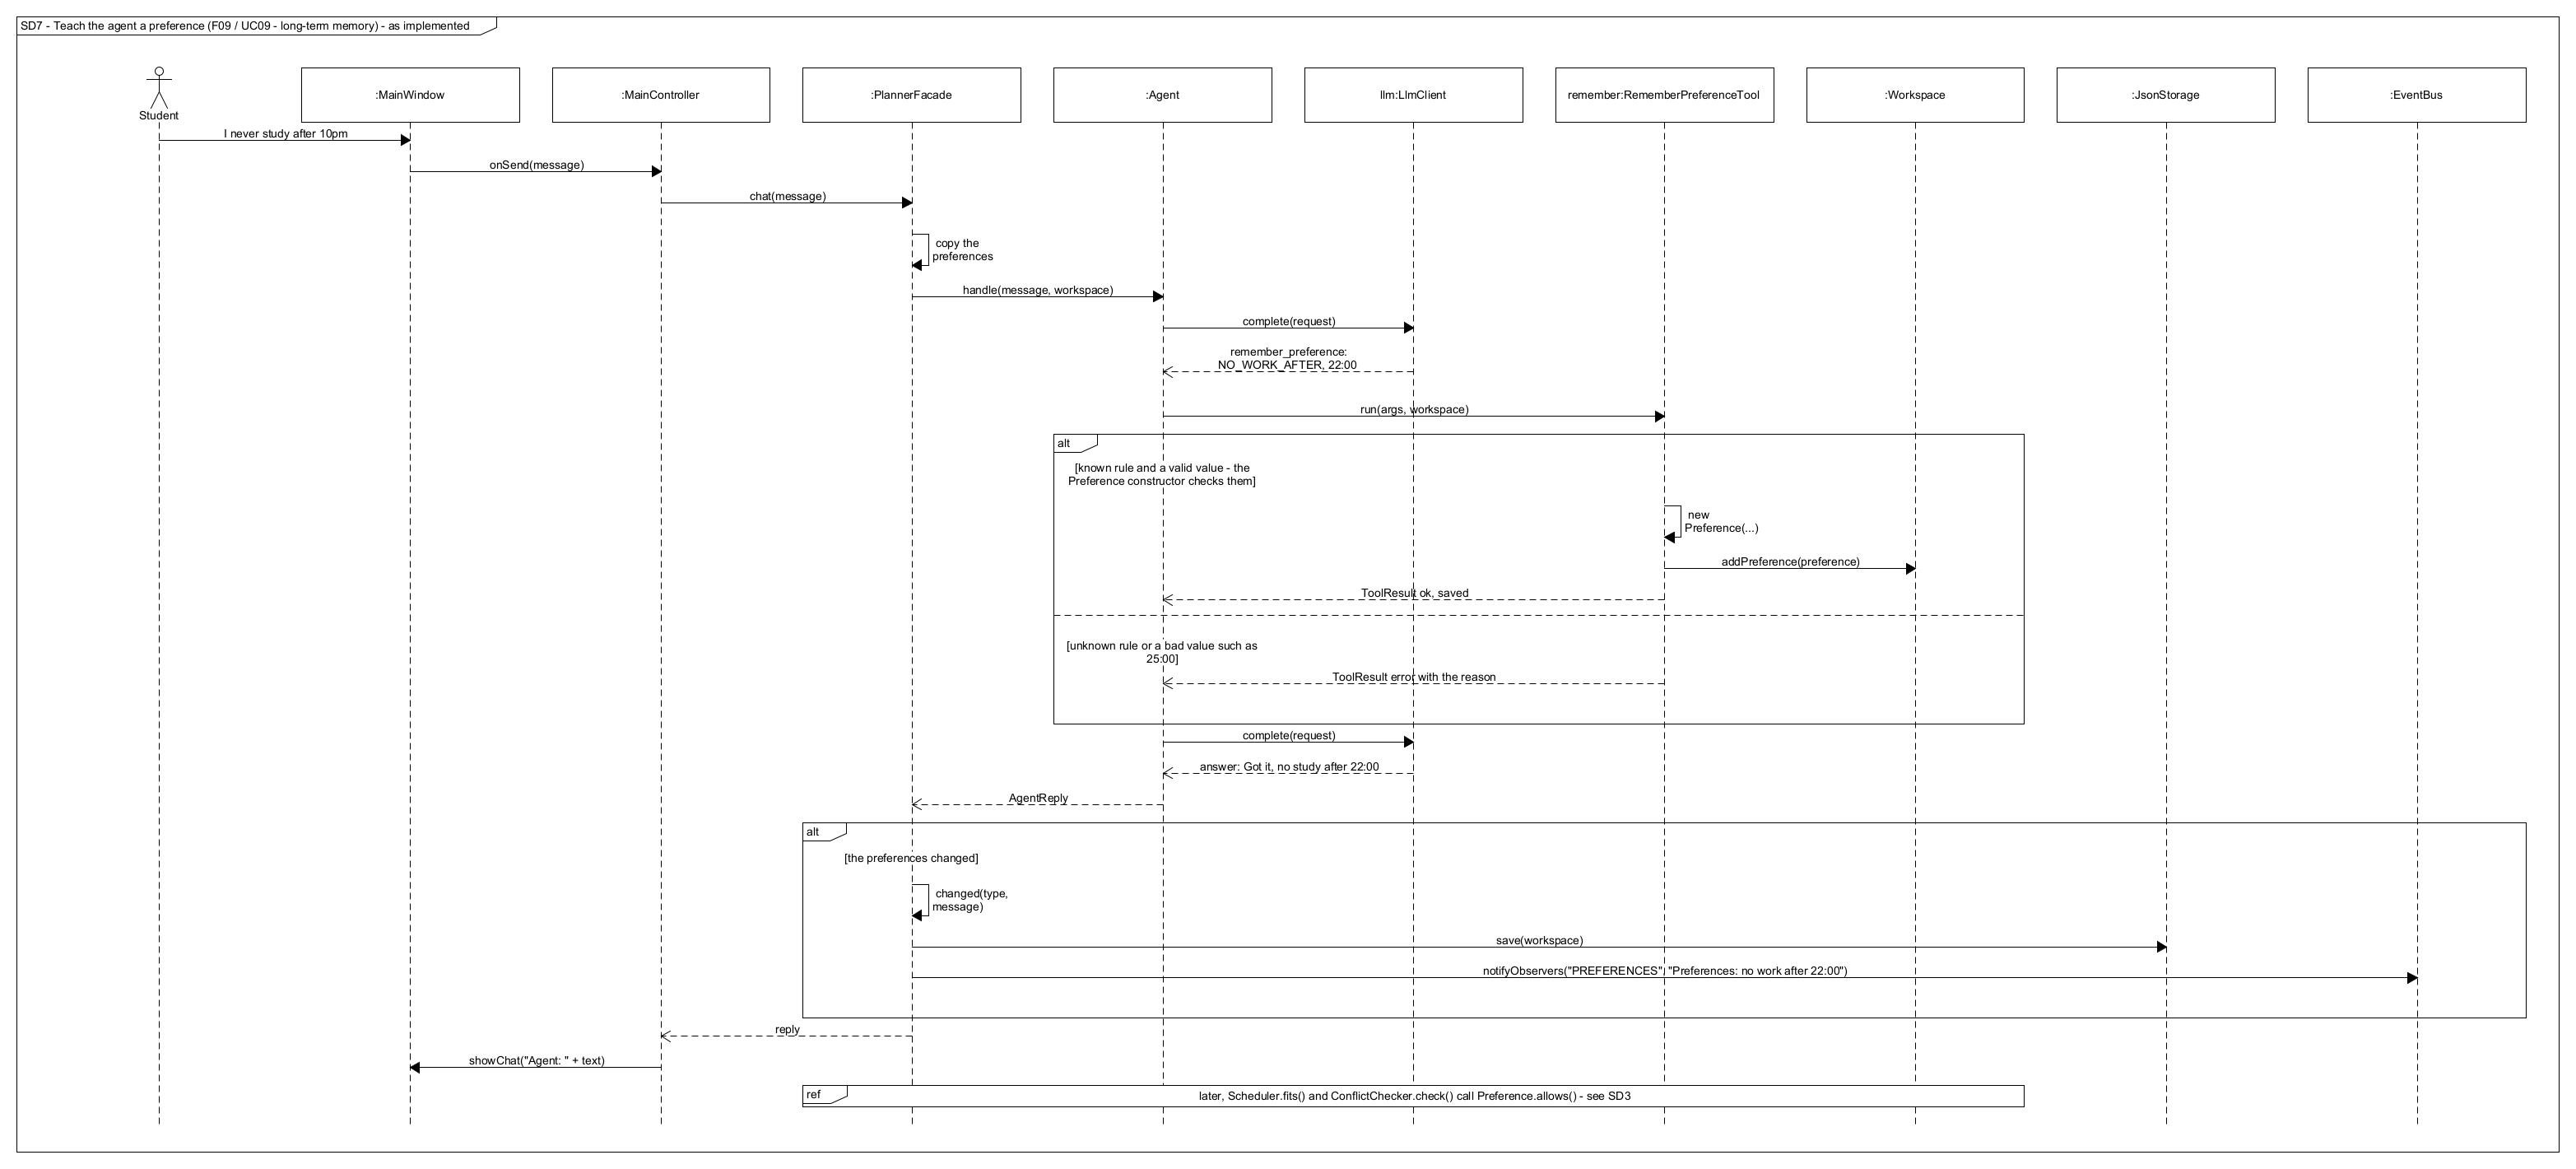 SD7 - Teach the agent a preference (F09 / UC09 - long-term memory) - as implemented
Student
:MainWindow
:MainController
:PlannerFacade
:Agent
llm:LlmClient
remember:RememberPreferenceTool
:Workspace
:JsonStorage
:EventBus
I never study after 10pm
onSend(message)
chat(message)
copy the
preferences
handle(message, workspace)
complete(request)
remember_preference:
NO_WORK_AFTER, 22:00
run(args, workspace)
alt
[known rule and a valid value - the
Preference constructor checks them]
new
Preference(...)
addPreference(preference)
ToolResult ok, saved
[unknown rule or a bad value such as
25:00]
ToolResult error with the reason
complete(request)
answer: Got it, no study after 22:00
AgentReply
alt
[the preferences changed]
changed(type,
message)
save(workspace)
notifyObservers("PREFERENCES", "Preferences: no work after 22:00")
reply
showChat("Agent: " + text)
ref
later, Scheduler.fits() and ConflictChecker.check() call Preference.allows() - see SD3